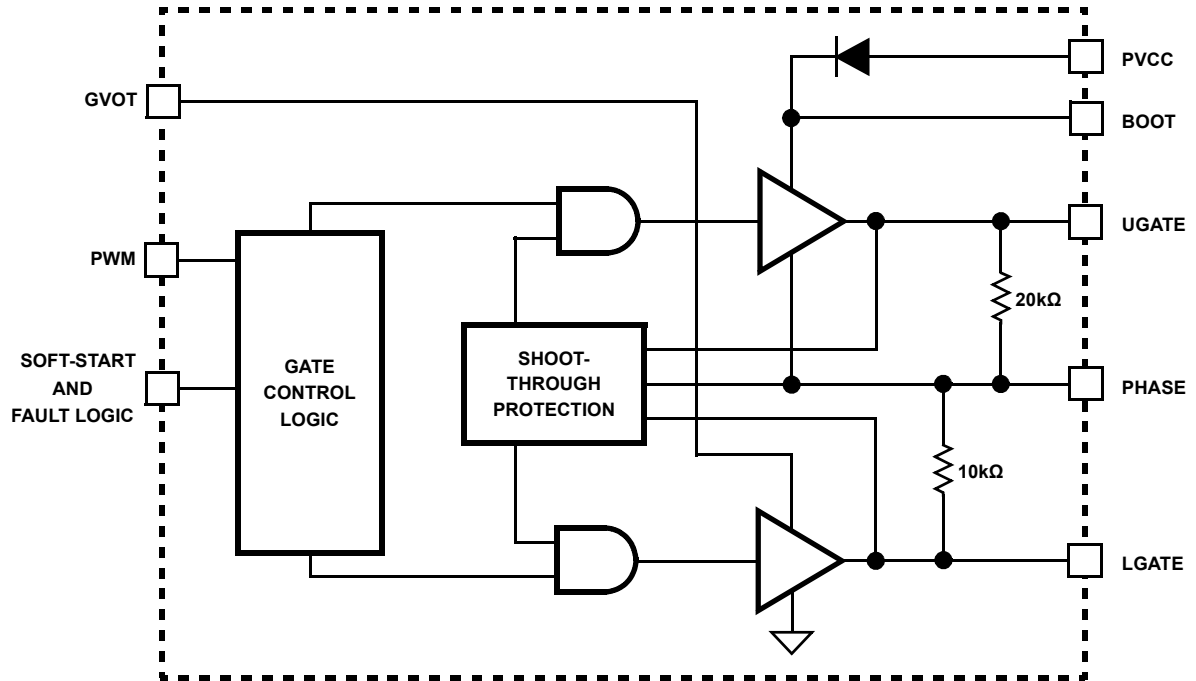 GVOT
PWM
SOFT-START
AND
FAULT LOGIC
GATE
CONTROL
LOGIC
SHOOT-
THROUGH
PROTECTION
20kΩ
10kΩ
PVCC
BOOT
UGATE
PHASE
LGATE